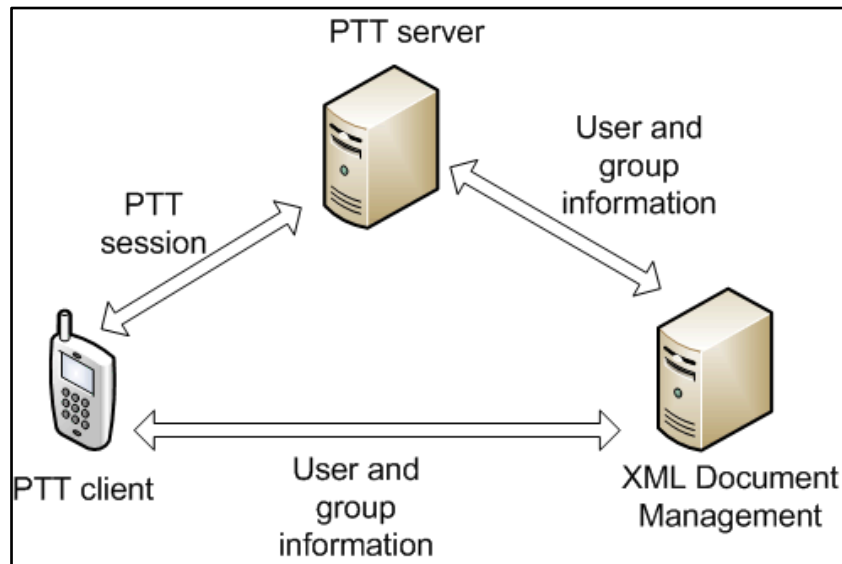 PTT server
User and
group
information
PTT
session
PTT client
User and
group
information
XML Document
Management